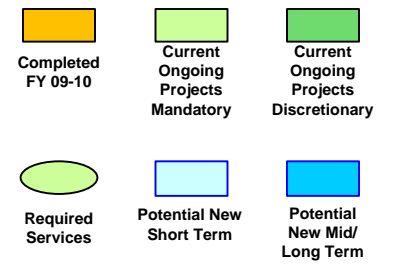 Completed
FY 09-10
Current
Ongoing
Projects
Mandatory
Current
Ongoing
Projects
Discretionary
Required
Services
Potential New
Short Term
Potential
New Mid/
Long Term